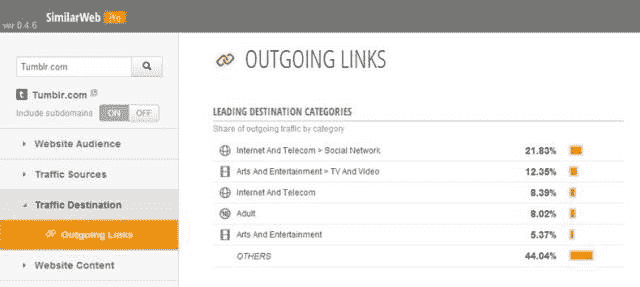 SimilarWeb Pro
ver 0.4.6
Tumblr.com
Tumblr.com
Include subdomains ON OFF
Website Audience
Traffic Sources
Traffic Destination
Outgoing Links
Website Content
OUTGOING LINKS
LEADING DESTINATION CATEGORIES
Share of outgoing traffic by category
Internet And Telecom > Social Network 21.83%
Arts And Entertainment > TV And Video 12.35%
Internet And Telecom 8.39%
Adult 8.02%
Arts And Entertainment 5.37%
OTHERS 44.04%